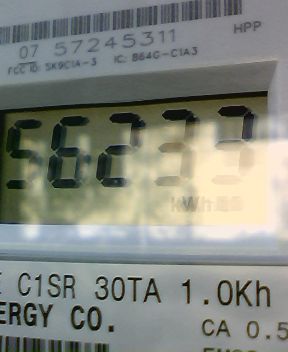 07 57245311 HPP
FCC ID: SK9C1A-3 IC: 864G-C1A3
56233
kWh
C1SR 30TA 1.0Kh
ERGY CO.
CA 0.5